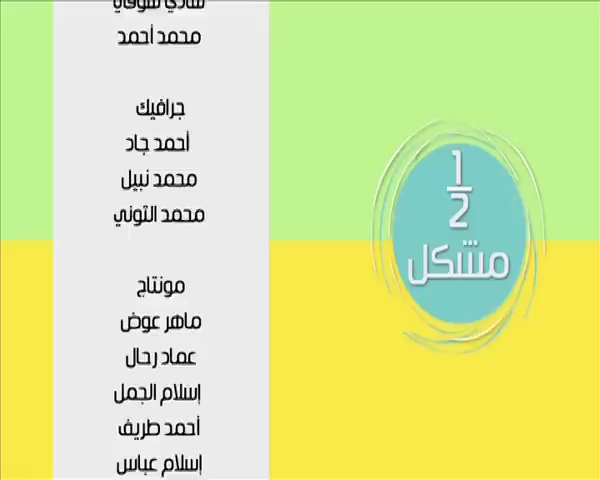 محمد أحمد
جرافيك
أحمد جاد
محمد نبيل
محمد التوني
مونتاج
ماهر عوض
عماد رحال
إسلام الجمل
أحمد طريف
إسلام عباس
1
2
مشكل